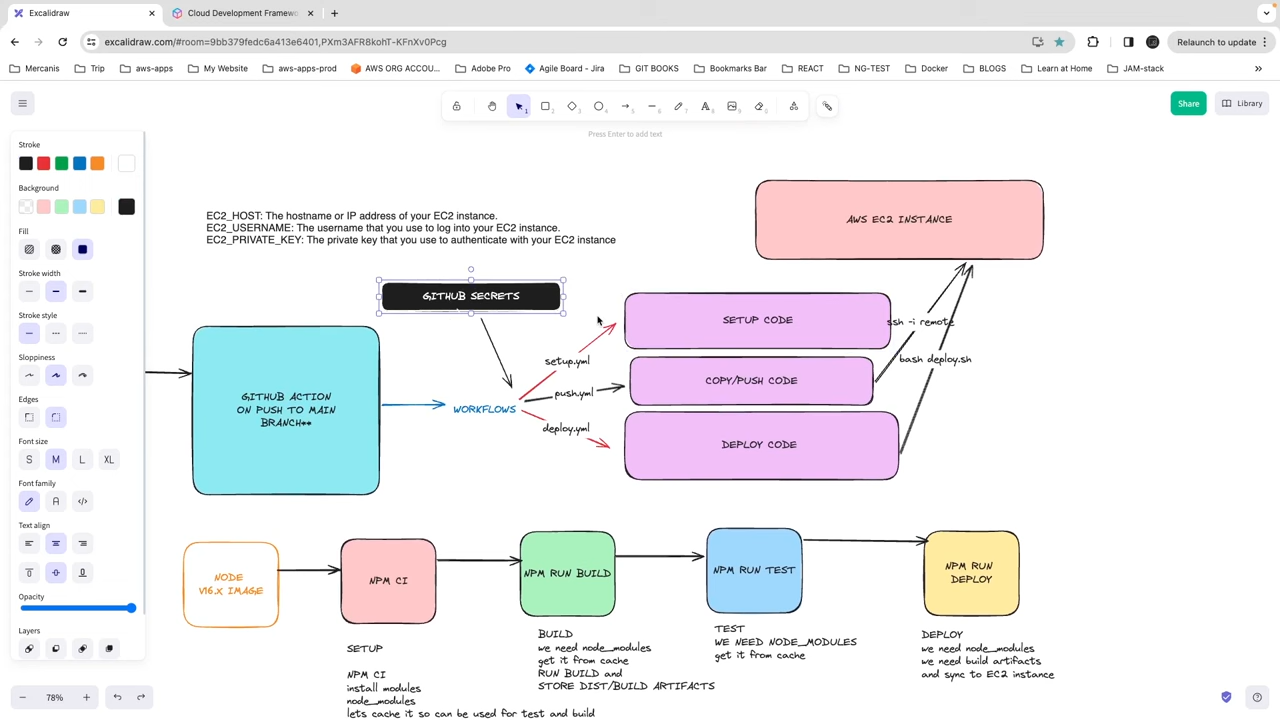 Excalidraw
Cloud Development Framewo
excalidraw.com/#room=9bb379fedc6a413e6401,PXm3AFR8kohT-KFnXv0Pcg
Relaunch to update
Mercanis
Trip
aws-apps
My Website
aws-apps-prod
AWS ORG ACCOU...
Adobe Pro
Agile Board - Jira
GIT BOOKS
Bookmarks Bar
REACT
NG-TEST
Docker
BLOGS
Learn at Home
JAM-stack
1
2
3
4
5
6
7
8
9
0
Share
Library
Press Enter to add text
Stroke
Background
Fill
Stroke width
Stroke style
Sloppiness
Edges
Font size
S M L XL
Font family
A
Text align
Opacity
Layers
78%
EC2_HOST: The hostname or IP address of your EC2 instance.
EC2_USERNAME: The username that you use to log into your EC2 instance.
EC2_PRIVATE_KEY: The private key that you use to authenticate with your EC2 instance
AWS EC2 INSTANCE
GITHUB SECRETS
SETUP CODE
ssh -i remote
setup.yml
bash deploy.sh
COPY/PUSH CODE
push.yml
GITHUB ACTION
ON PUSH TO MAIN
BRANCH**
WORKFLOWS
deploy.yml
DEPLOY CODE
NODE
V16.X IMAGE
NPM CI
NPM RUN BUILD
NPM RUN TEST
NPM RUN
DEPLOY
SETUP
NPM CI
install modules
node_modules
lets cache it so can be used for test and build
BUILD
we need node_modules
get it from cache
RUN BUILD and
STORE DIST/BUILD ARTIFACTS
TEST
WE NEED NODE_MODULES
get it from cache
DEPLOY
we need node_modules
we need build artifacts
and sync to EC2 instance